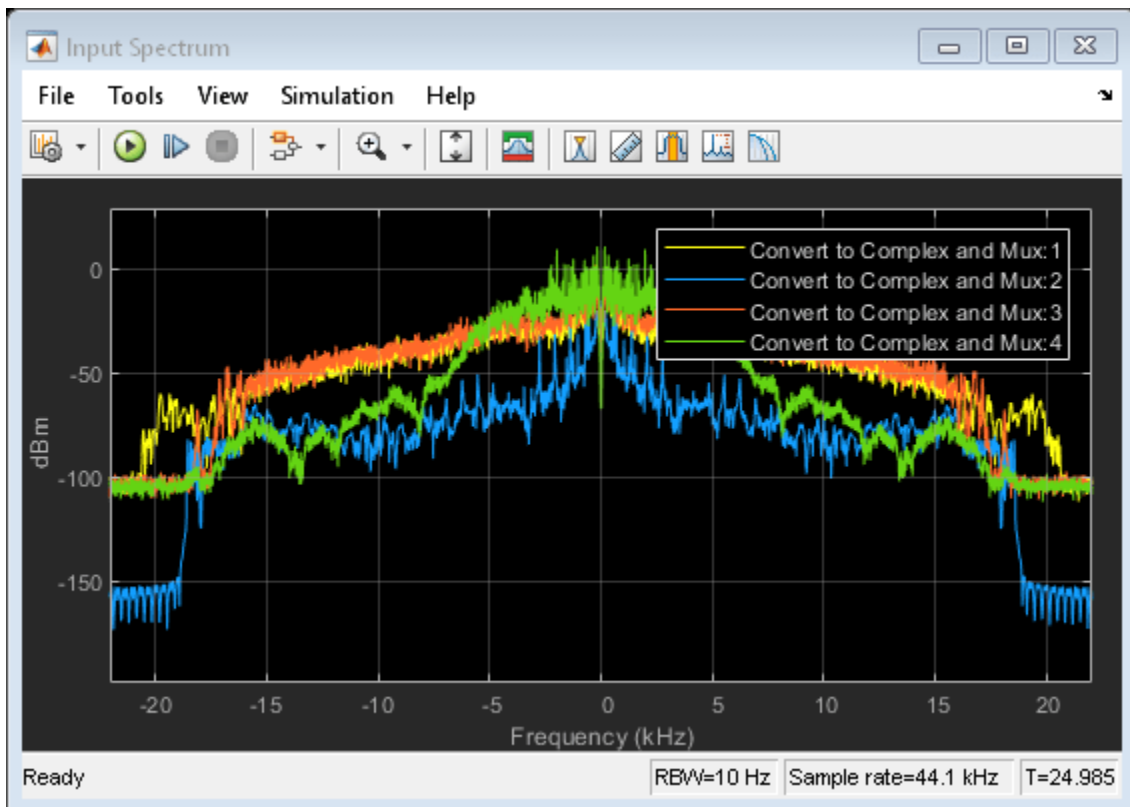 Input Spectrum
File Tools View Simulation Help
Convert to Complex and Mux:1
Convert to Complex and Mux:2
Convert to Complex and Mux:3
Convert to Complex and Mux:4
0
-50
-100
-150
dBm
-20 -15 -10 -5 0 5 10 15 20
Frequency (kHz)
Ready RBW=10 Hz Sample rate=44.1 kHz T=24.985